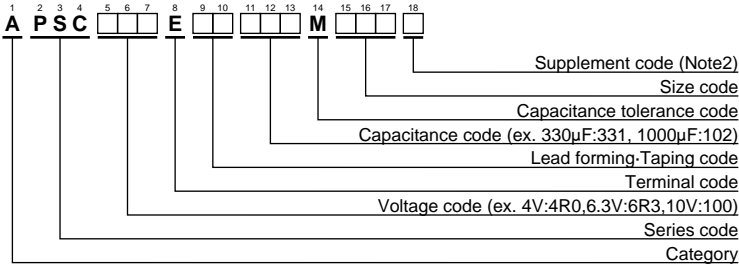 1 2 3 4 5 6 7 8 9 10 11 12 13 14 15 16 17 18
A P S C E M
Supplement code (Note2)
Size code
Capacitance tolerance code
Capacitance code (ex. 330µF:331, 1000µF:102)
Lead forming·Taping code
Terminal code
Voltage code (ex. 4V:4R0,6.3V:6R3,10V:100)
Series code
Category